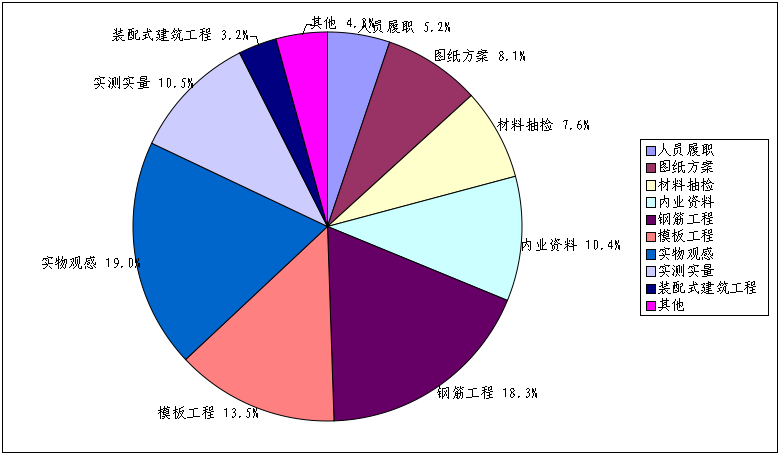 其他 4.8%
人员履职 5.2%
装配式建筑工程 3.2%
图纸方案 8.1%
实测实量 10.5%
材料抽检 7.6%
内业资料 10.4%
实物观感 19.0%
钢筋工程 18.3%
模板工程 13.5%
人员履职
图纸方案
材料抽检
内业资料
钢筋工程
模板工程
实物观感
实测实量
装配式建筑工程
其他